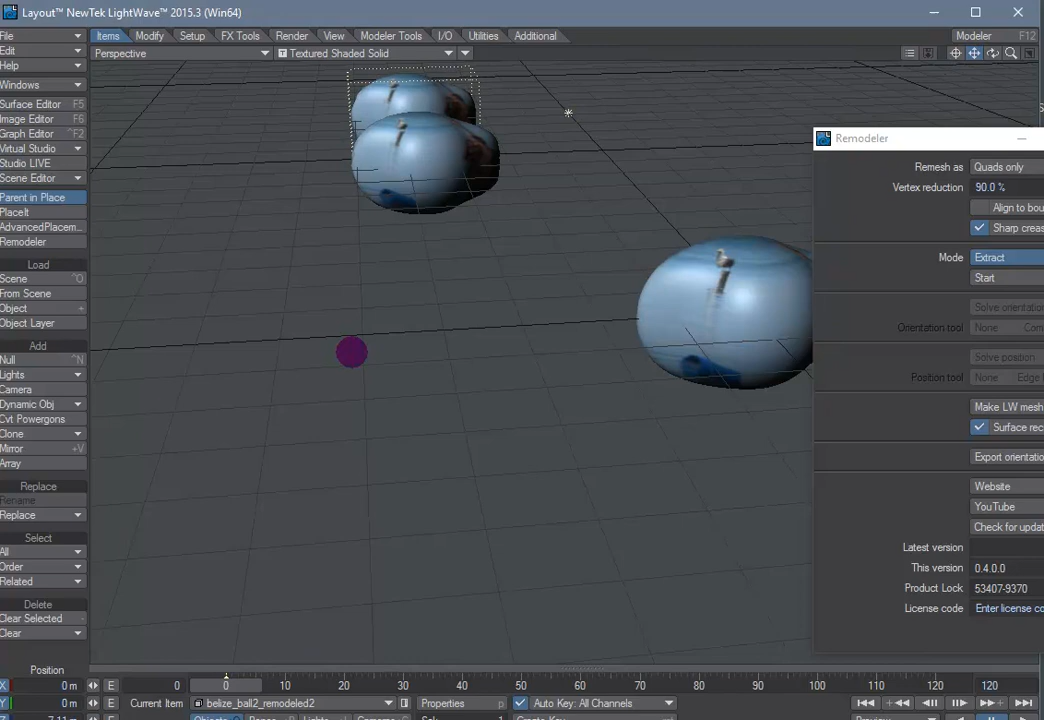 Layout™ NewTek LightWave™ 2015.3 (Win64)
File
Items Modify Setup FX Tools Render View Modeler Tools I/O Utilities Additional
Modeler F12
Edit
Perspective
Textured Shaded Solid
Help
Windows
Surface Editor F5
Image Editor F6
Graph Editor ^F2
Virtual Studio
Studio LIVE
Scene Editor
Parent in Place
PlaceIt
AdvancedPlacem...
Remodeler
Load
Scene ^O
From Scene
Object +
Object Layer
Add
Null ^N
Lights
Camera
Dynamic Obj
Cvt Powergons
Clone
Mirror +V
Array
Replace
Rename
Replace
Select
All
Order
Related
Delete
Clear Selected -
Clear
Position
X 0 m E
Y 0 m E
Remodeler
Remesh as Quads only
Vertex reduction 90.0 %
Align to bou
Sharp creas
Mode Extract
Start
Solve orientatio
Orientation tool None Com
Solve position
Position tool None Edge
Make LW mesh
Surface rec
Export orientatio
Website
YouTube
Check for updat
Latest version
This version 0.4.0.0
Product Lock 53407-9370
License code Enter license co
0 0 10 20 30 40 50 60 70 80 90 100 110 120 120
Current Item belize_ball2_remodeled2 Properties p Auto Key: All Channels